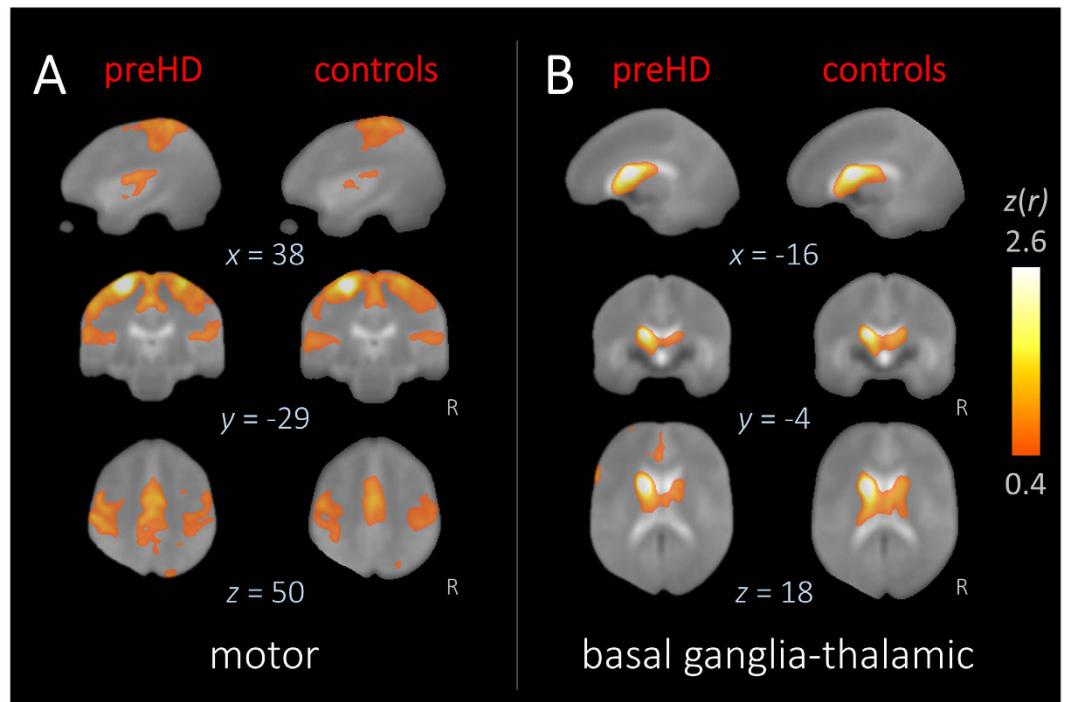 A preHD controls
x = 38
y = -29
R
z = 50
R
motor
B preHD controls
x = -16
y = -4
R
z = 18
R
basal ganglia-thalamic
z(r)
2.6
0.4